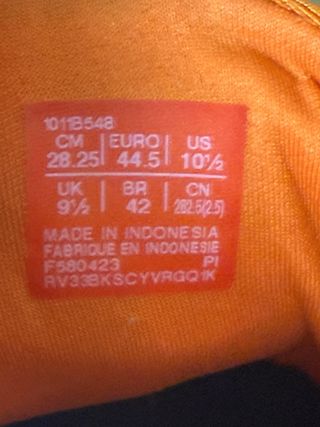 1011B548
CM | EURO | US
28.25 | 44.5 | 10½
UK | BR | CN
9½ | 42 | 282.5(2.5)
MADE IN INDONESIA
FABRIQUE EN INDONESIE
F580423 PI
RV33BKSCYVRGQ1K